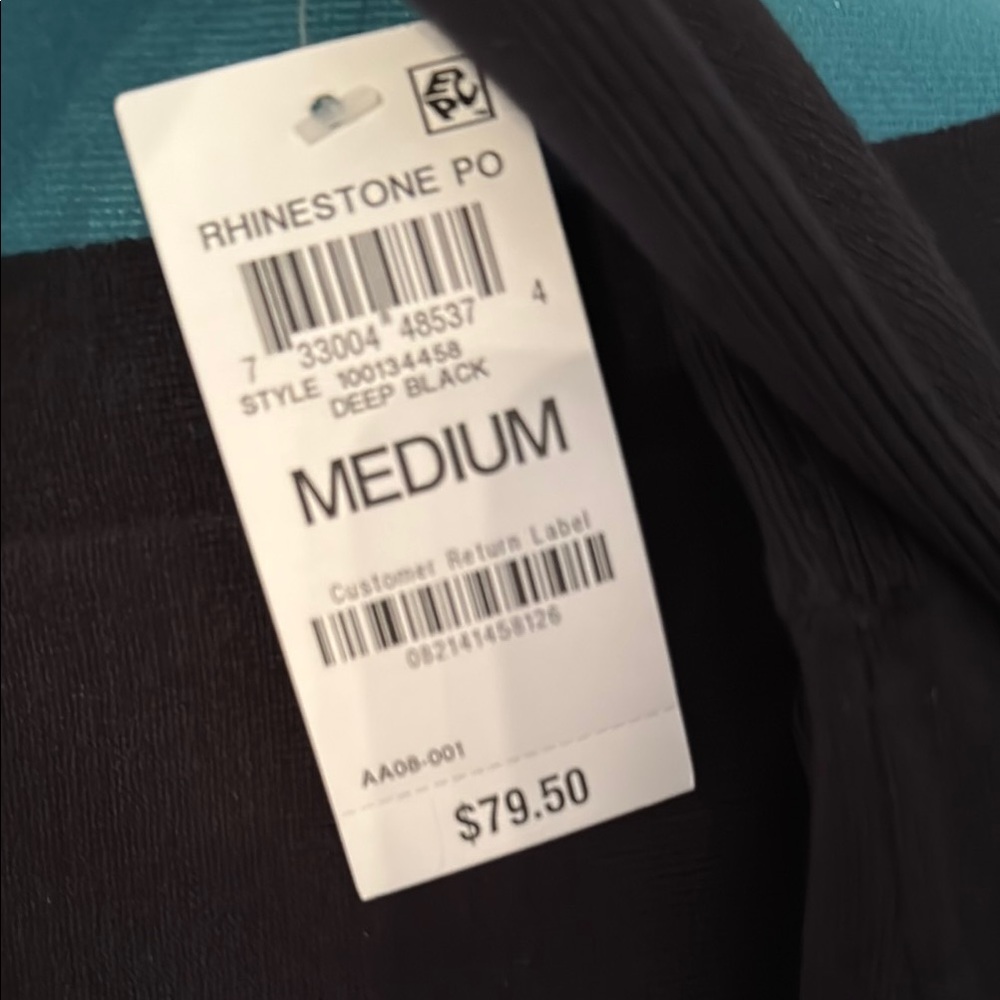 EPIC
RHINESTONE PO
7 33004 48537 4
STYLE 100134458
DEEP BLACK
MEDIUM
Customer Return Label
082141458126
AA08-001
$79.50